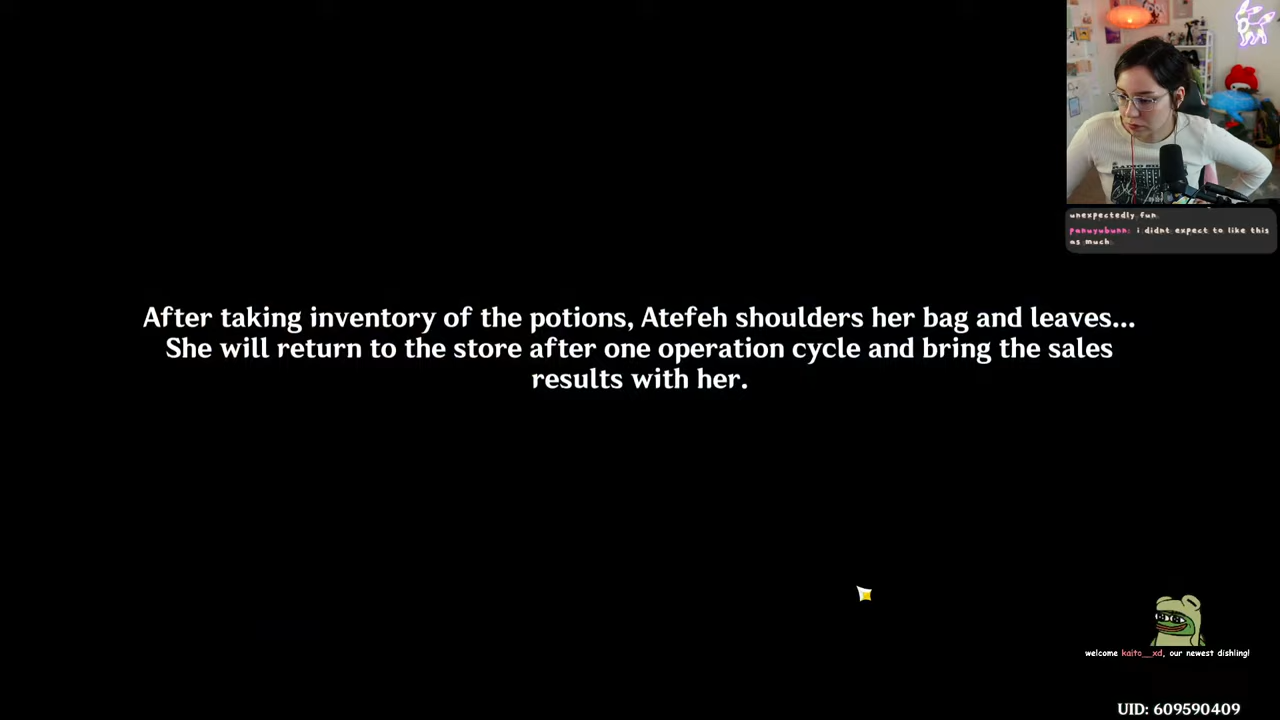 unexpectedly fun.
panuyubunn: i didnt expect to like this
as much
After taking inventory of the potions, Atefeh shoulders her bag and leaves...
She will return to the store after one operation cycle and bring the sales
results with her.
welcome kaito__xd, our newest dishling!
UID: 609590409